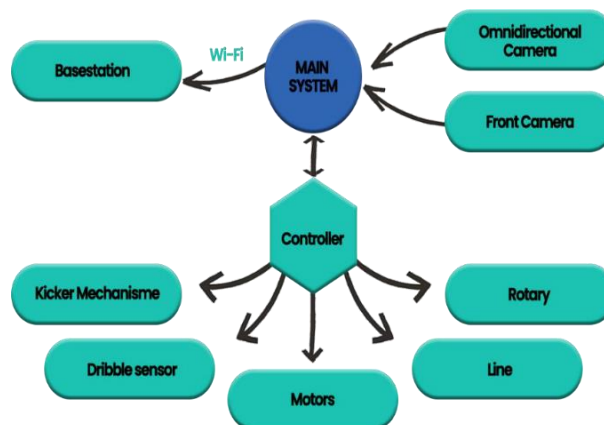 Omnidirectional
Camera
Wi-Fi
Basestation
MAIN
SYSTEM
Front Camera
Controller
Kicker Mechanisme
Rotary
Dribble sensor
Line
Motors